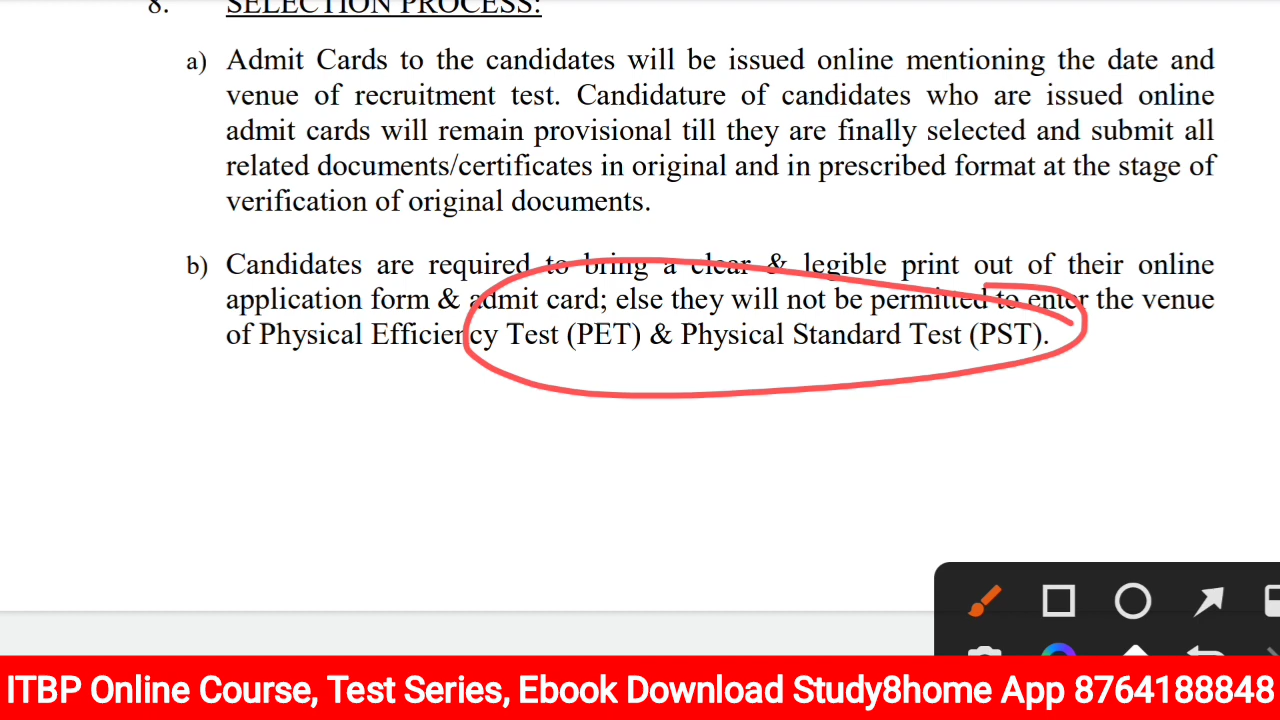 8. SELECTION PROCESS:
a) Admit Cards to the candidates will be issued online mentioning the date and
venue of recruitment test. Candidature of candidates who are issued online
admit cards will remain provisional till they are finally selected and submit all
related documents/certificates in original and in prescribed format at the stage of
verification of original documents.
b) Candidates are required to bring a clear & legible print out of their online
application form & admit card; else they will not be permitted to enter the venue
of Physical Efficiency Test (PET) & Physical Standard Test (PST).
ITBP Online Course, Test Series, Ebook Download Study8home App 8764188848